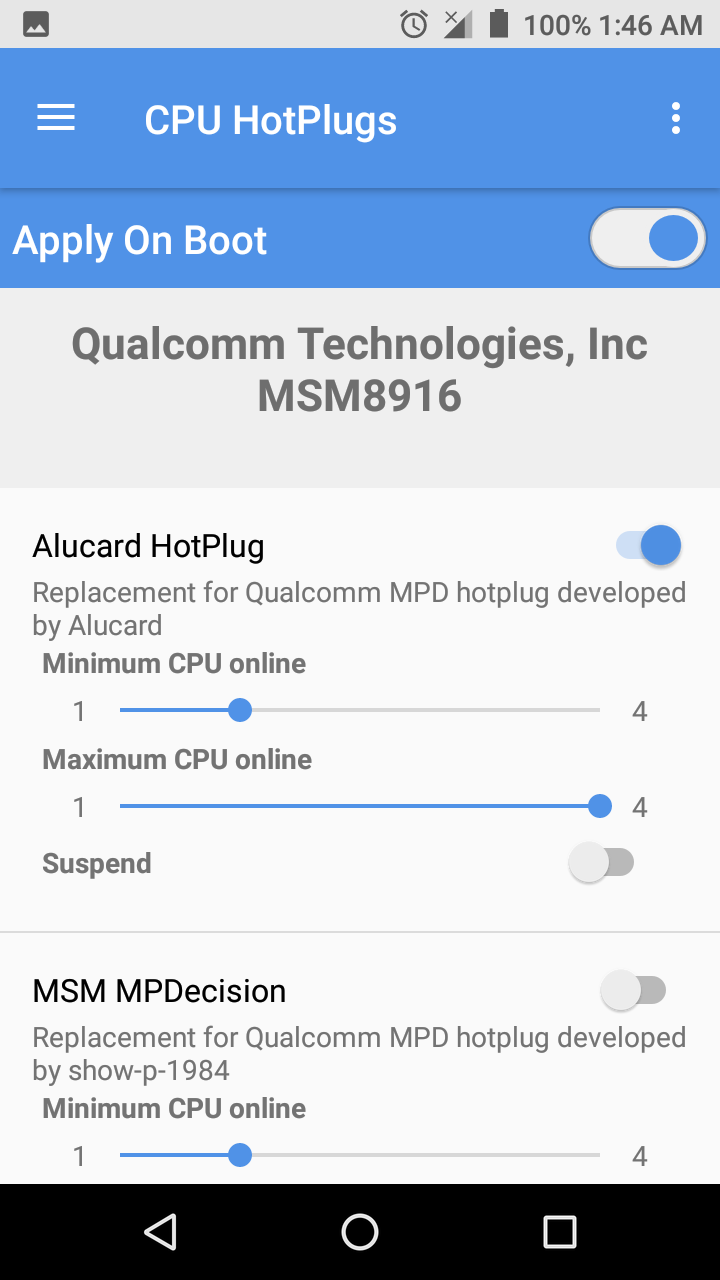 100% 1:46 AM
CPU HotPlugs
Apply On Boot
Qualcomm Technologies, Inc
MSM8916
Alucard HotPlug
Replacement for Qualcomm MPD hotplug developed
by Alucard
Minimum CPU online
1 4
Maximum CPU online
1 4
Suspend
MSM MPDecision
Replacement for Qualcomm MPD hotplug developed
by show-p-1984
Minimum CPU online
1 4